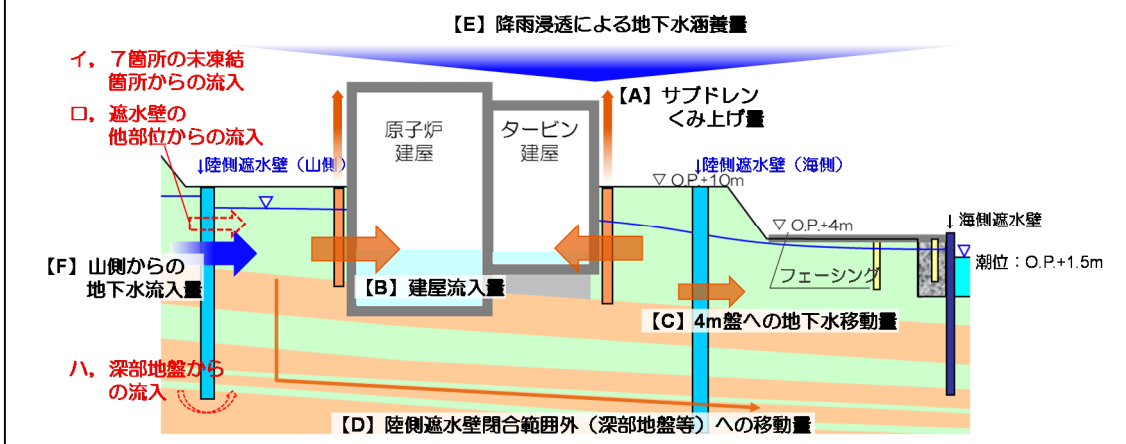 【E】降雨浸透による地下水涵養量
イ，７箇所の未凍結
箇所からの流入
ロ，遮水壁の
他部位からの流入
【A】サブドレン
くみ上げ量
原子炉
建屋
タービン
建屋
↓陸側遮水壁（山側）
↓陸側遮水壁（海側）
▽ O.P.+10m
▽ O.P.+4m
↓ 海側遮水壁
潮位：O.P.+1.5m
フェーシング
【F】山側からの
地下水流入量
【B】建屋流入量
【C】4m盤への地下水移動量
ハ，深部地盤から
の流入
【D】陸側遮水壁閉合範囲外（深部地盤等）への移動量